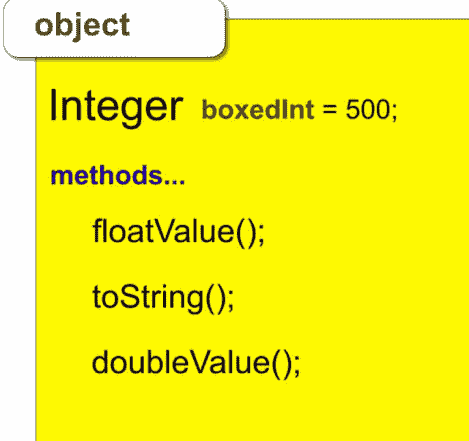 object
Integer boxedInt = 500;
methods...
floatValue();
toString();
doubleValue();